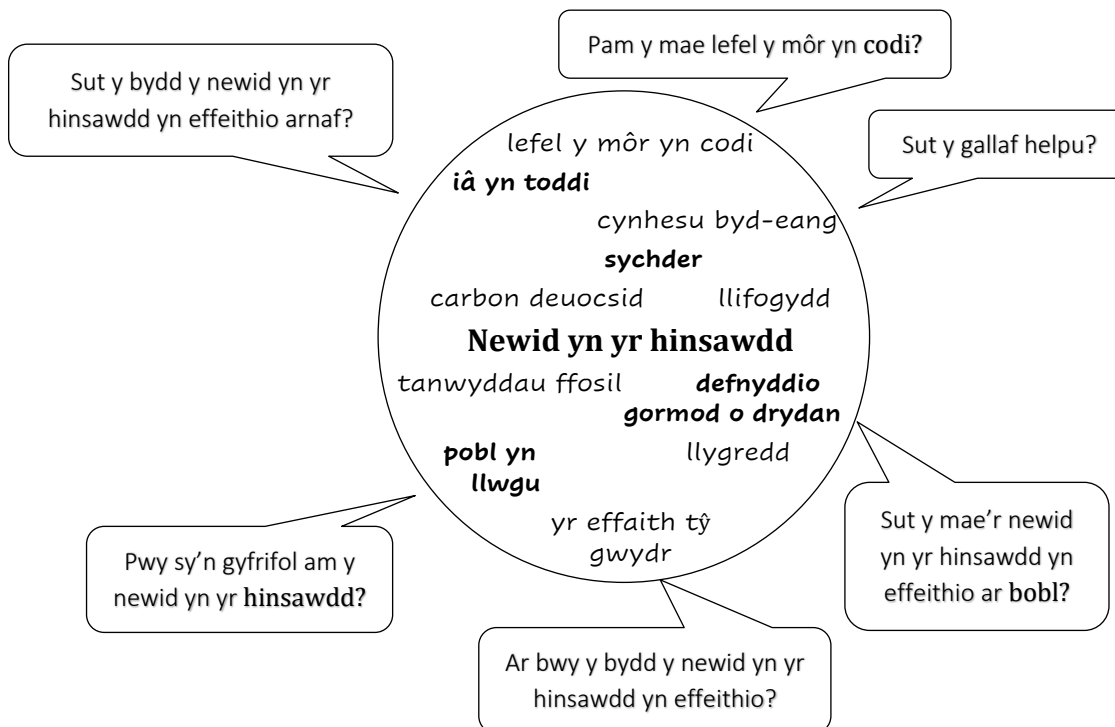 Pam y mae lefel y môr yn codi?
Sut y bydd y newid yn yr
hinsawdd yn effeithio arnaf?
Sut y gallaf helpu?
lefel y môr yn codi
iâ yn toddi
cynhesu byd-eang
sychder
carbon deuocsid llifogydd
Newid yn yr hinsawdd
tanwyddau ffosil
defnyddio
gormod o drydan
pobl yn
llwgu
llygredd
yr effaith tŷ
gwydr
Sut y mae'r newid
yn yr hinsawdd yn
effeithio ar bobl?
Pwy sy'n gyfrifol am y
newid yn yr hinsawdd?
Ar bwy y bydd y newid yn yr
hinsawdd yn effeithio?